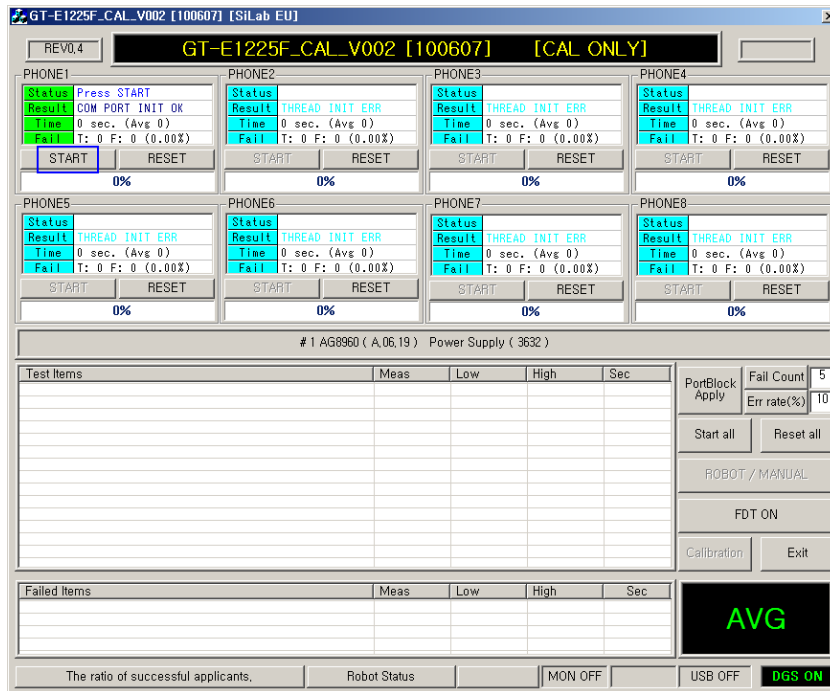 GT-E1225F_CAL_V002 [100607] [SiLab EU]
REV0,4 GT-E1225F_CAL_V002 [100607] [CAL ONLY]
PHONE1 PHONE2 PHONE3 PHONE4
Status Press START Status Status Status
Result COM PORT INIT OK Result THREAD INIT ERR Result THREAD INIT ERR Result THREAD INIT ERR
Time 0 sec. (Avg 0) Time 0 sec. (Avg 0) Time 0 sec. (Avg 0) Time 0 sec. (Avg 0)
Fail T: 0 F: 0 (0.00%) Fail T: 0 F: 0 (0.00%) Fail T: 0 F: 0 (0.00%) Fail T: 0 F: 0 (0.00%)
START RESET START RESET START RESET START RESET
0% 0% 0% 0%
PHONE5 PHONE6 PHONE7 PHONE8
Status Status Status Status
Result THREAD INIT ERR Result THREAD INIT ERR Result THREAD INIT ERR Result THREAD INIT ERR
Time 0 sec. (Avg 0) Time 0 sec. (Avg 0) Time 0 sec. (Avg 0) Time 0 sec. (Avg 0)
Fail T: 0 F: 0 (0.00%) Fail T: 0 F: 0 (0.00%) Fail T: 0 F: 0 (0.00%) Fail T: 0 F: 0 (0.00%)
START RESET START RESET START RESET START RESET
0% 0% 0% 0%
# 1 AG8960 ( A,06,19 ) Power Supply ( 3632 )
Test Items Meas Low High Sec
PortBlock Apply Fail Count 5
Err rate(%) 10
Start all Reset all
ROBOT / MANUAL
FDT ON
Calibration Exit
Failed Items Meas Low High Sec
AVG
The ratio of successful applicants, Robot Status MON OFF USB OFF DGS ON